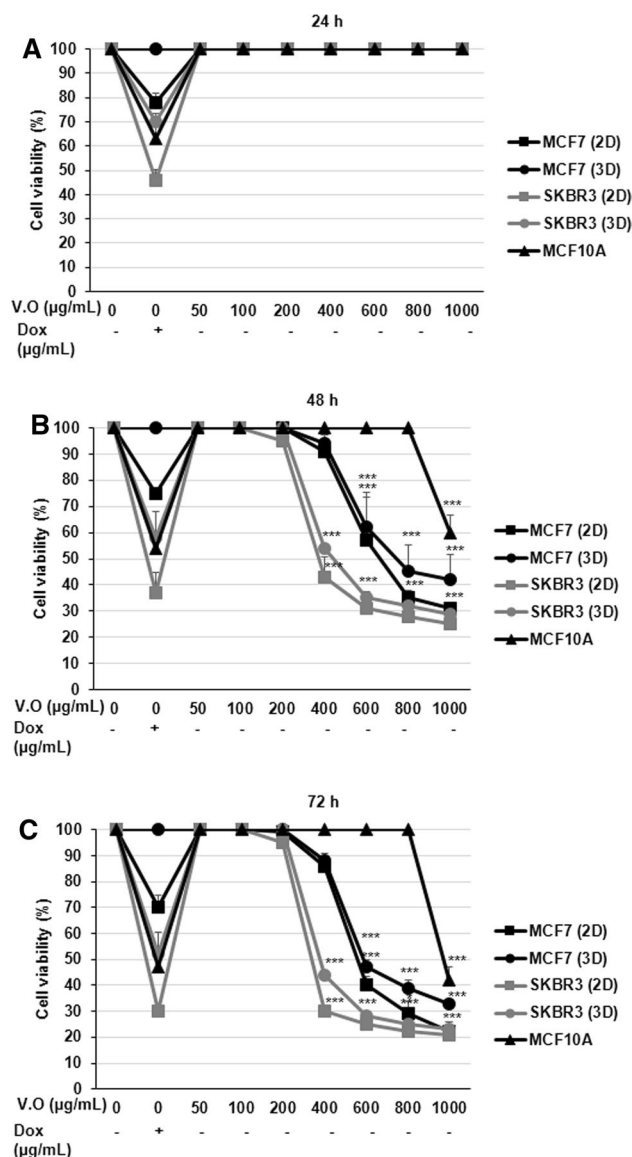 A
24 h
100
90
80
70
60
50
40
30
20
10
0
Cell viability (%)
MCF7 (2D)
MCF7 (3D)
SKBR3 (2D)
SKBR3 (3D)
MCF10A
V.O (µg/mL) 0 0 50 100 200 400 600 800 1000
Dox - + - - - - - - -
(µg/mL)
B
48 h
100
90
80
70
60
50
40
30
20
10
0
Cell viability (%)
***
***
***
***
***
***
***
***
***
***
MCF7 (2D)
MCF7 (3D)
SKBR3 (2D)
SKBR3 (3D)
MCF10A
V.O (µg/mL) 0 0 50 100 200 400 600 800 1000
Dox - + - - - - - - -
(µg/mL)
C
72 h
100
90
80
70
60
50
40
30
20
10
0
Cell viability (%)
***
***
***
***
***
***
***
***
***
***
MCF7 (2D)
MCF7 (3D)
SKBR3 (2D)
SKBR3 (3D)
MCF10A
V.O (µg/mL) 0 0 50 100 200 400 600 800 1000
Dox - + - - - - - - -
(µg/mL)